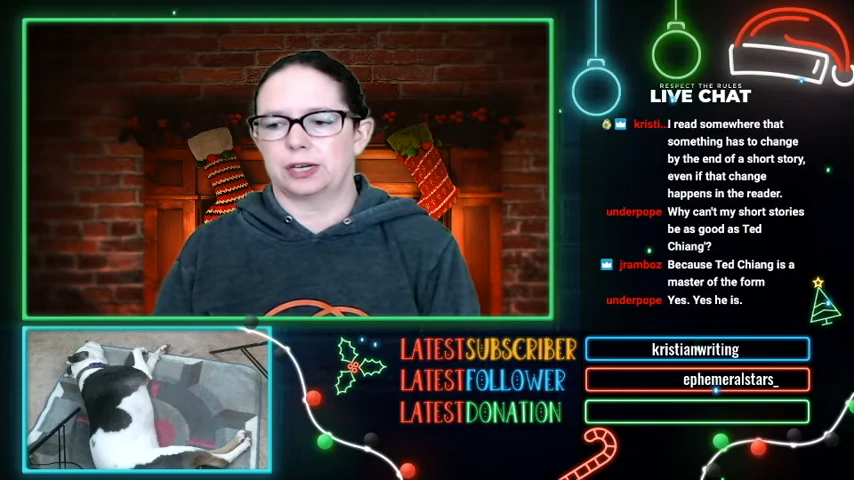 RESPECT THE RULES
LIVE CHAT
kristi...I read somewhere that
something has to change
by the end of a short story,
even if that change
happens in the reader.
underpope Why can't my short stories
be as good as Ted
Chiang'?
jramboz Because Ted Chiang is a
master of the form
underpope Yes. Yes he is.
LATESTSUBSCRIBER kristianwriting
LATESTFOLLOWER ephemeralstars_
LATESTDONATION